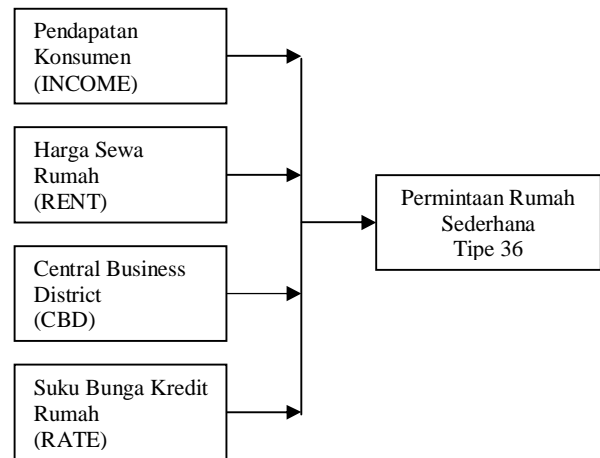 Pendapatan
Konsumen
(INCOME)
Harga Sewa
Rumah
(RENT)
Central Business
District
(CBD)
Suku Bunga Kredit
Rumah
(RATE)
Permintaan Rumah
Sederhana
Tipe 36